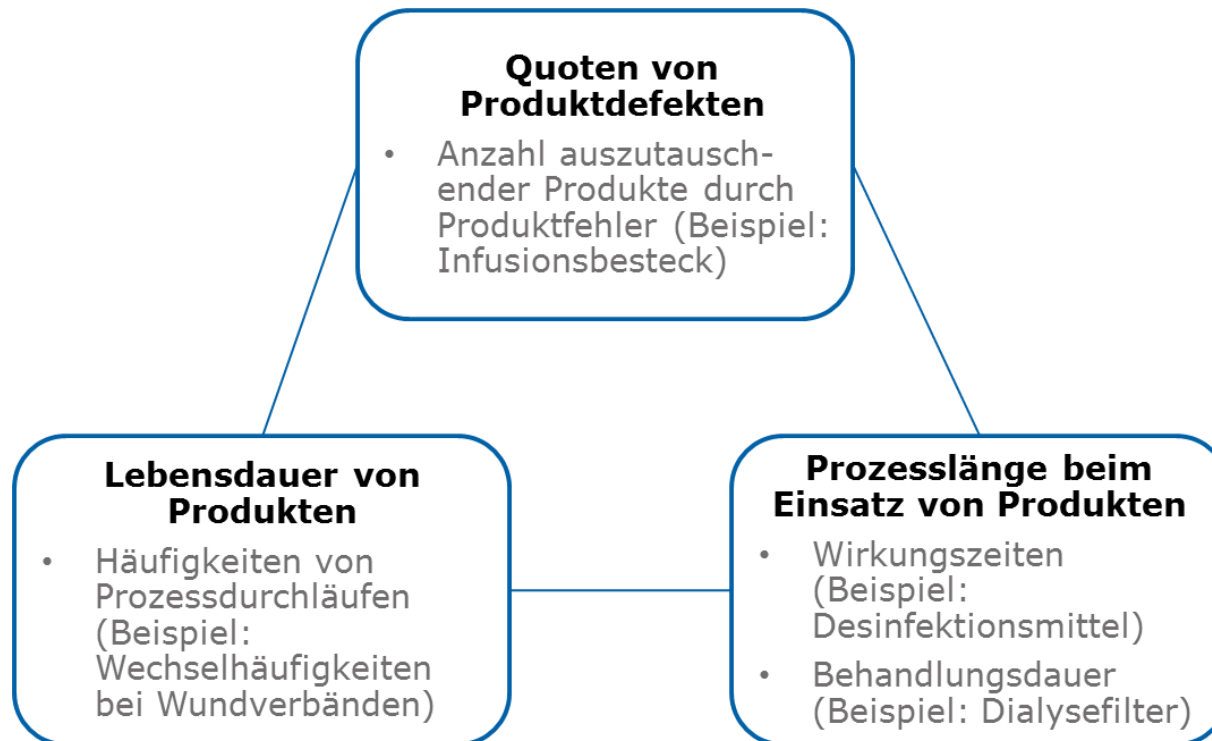 Quoten von
Produktdefekten
• Anzahl auszutausch-
ender Produkte durch
Produktfehler (Beispiel:
Infusionsbesteck)
Lebensdauer von
Produkten
• Häufigkeiten von
Prozessdurchläufen
(Beispiel:
Wechselhäufigkeiten
bei Wundverbänden)
Prozesslänge beim
Einsatz von Produkten
• Wirkungszeiten
(Beispiel:
Desinfektionsmittel)
• Behandlungsdauer
(Beispiel: Dialysefilter)